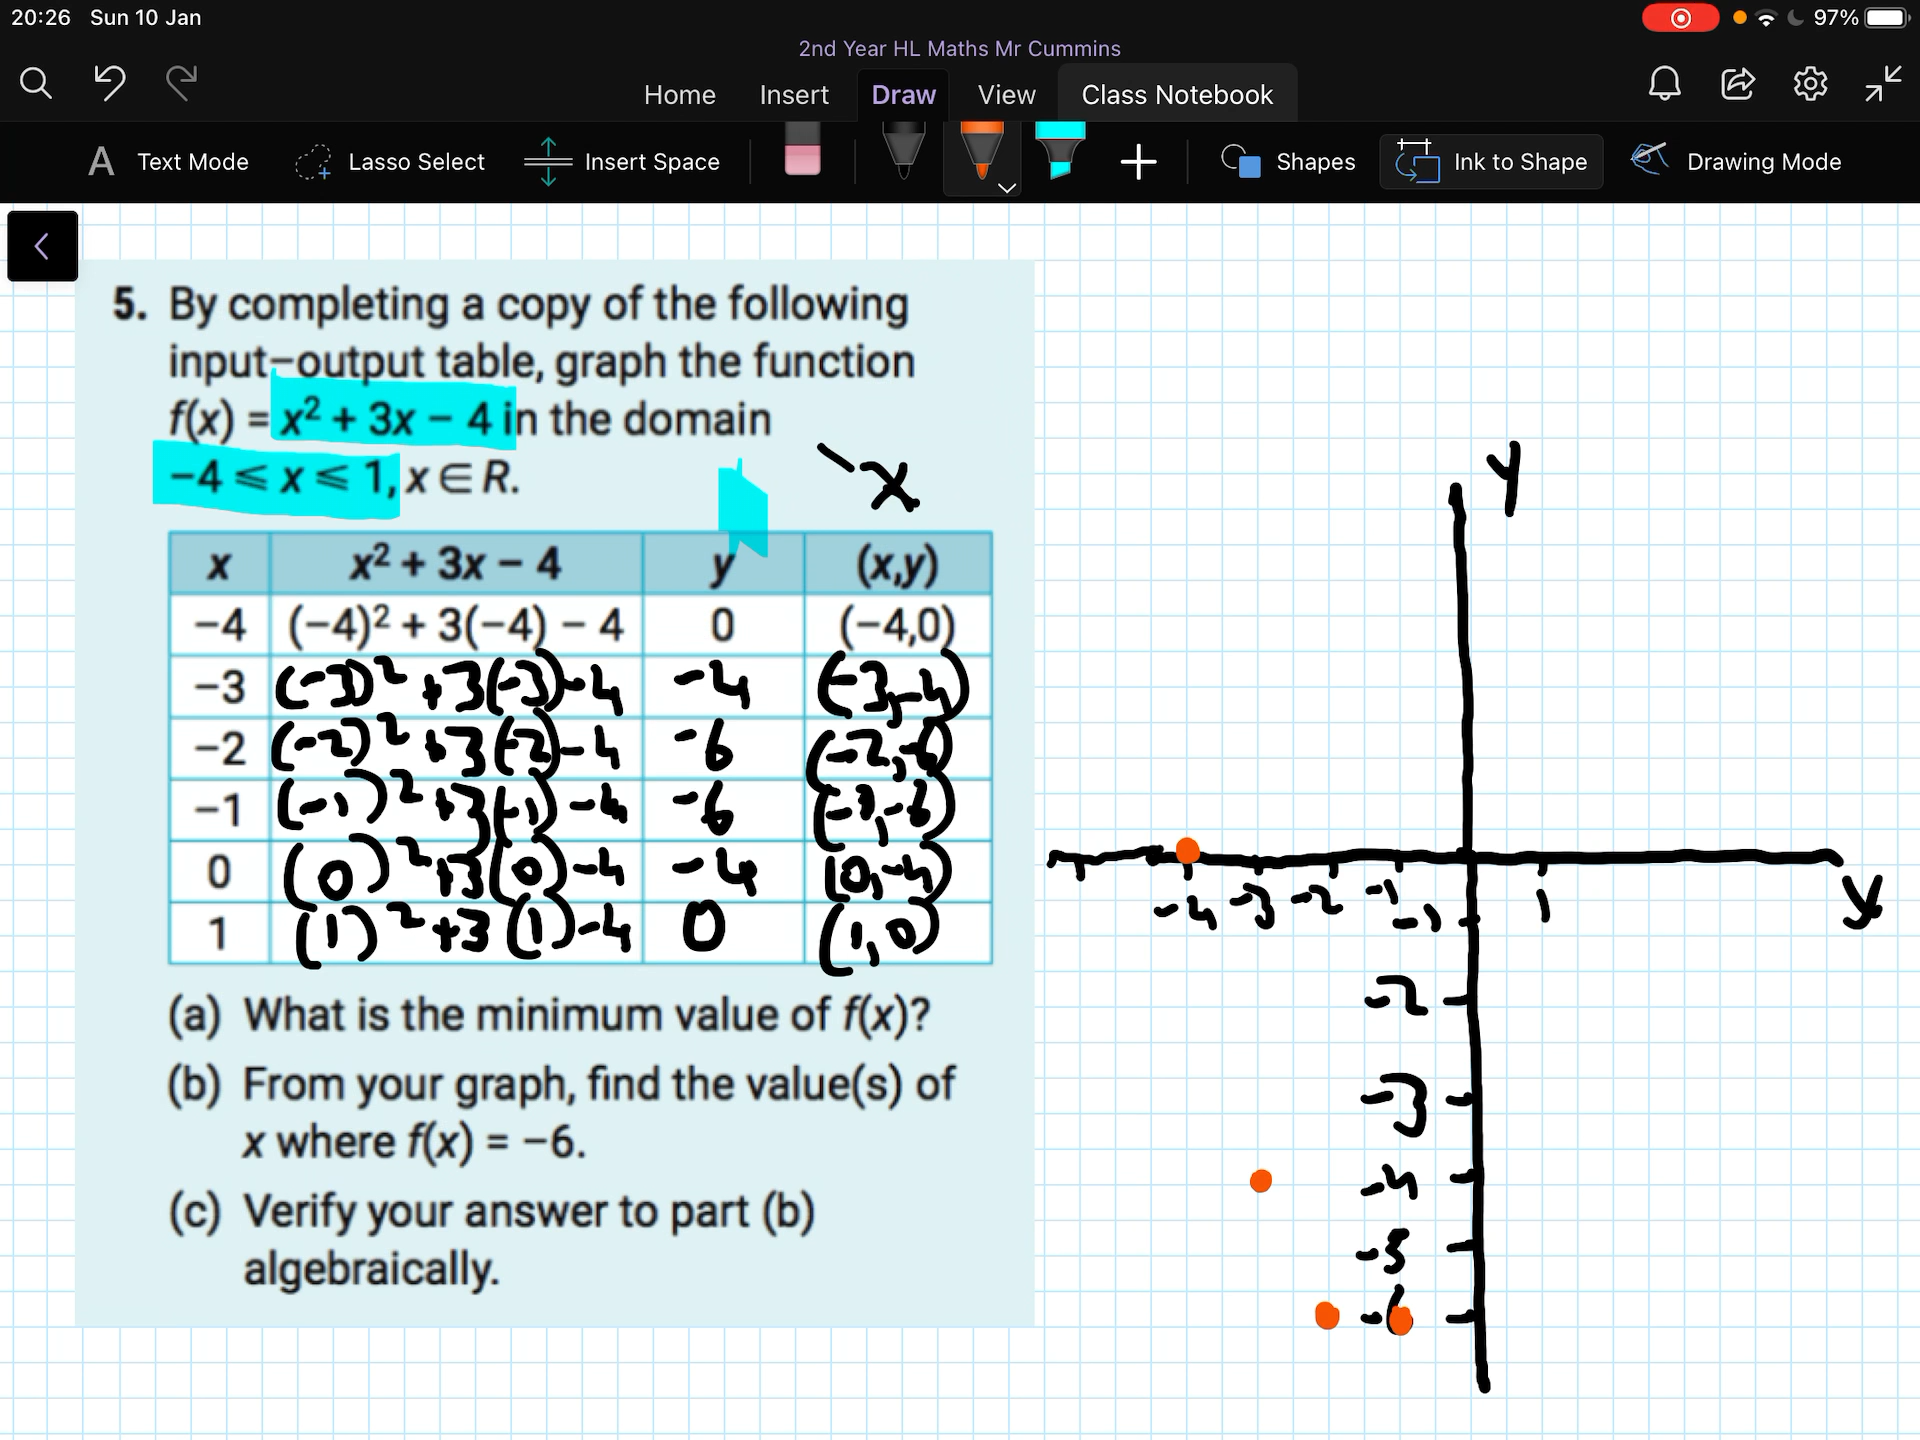 20:26 Sun 10 Jan
97%
2nd Year HL Maths Mr Cummins
Home Insert Draw View Class Notebook
A Text Mode Lasso Select Insert Space Shapes Ink to Shape Drawing Mode
5. By completing a copy of the following
input–output table, graph the function
f(x) = x² + 3x – 4 in the domain
–4 ⩽ x ⩽ 1, x ∈ R.
x
x x² + 3x – 4 y (x,y)
–4 (–4)² + 3(–4) – 4 0 (–4,0)
–3 (-3)² +3(-3)-4 -4 (-3,-4)
–2 (-2)² +3(-2)-4 -6 (-2,-6)
–1 (-1)² +3(-1)-4 -6 (-1,-6)
0 (0)² +3(0)-4 -4 (0,-4)
1 (1)² +3(1)-4 0 (1,0)
(a) What is the minimum value of f(x)?
(b) From your graph, find the value(s) of
x where f(x) = –6.
(c) Verify your answer to part (b)
algebraically.
y
-4 -3 -2 -1 1
-1
-2
-3
-4
-5
-6